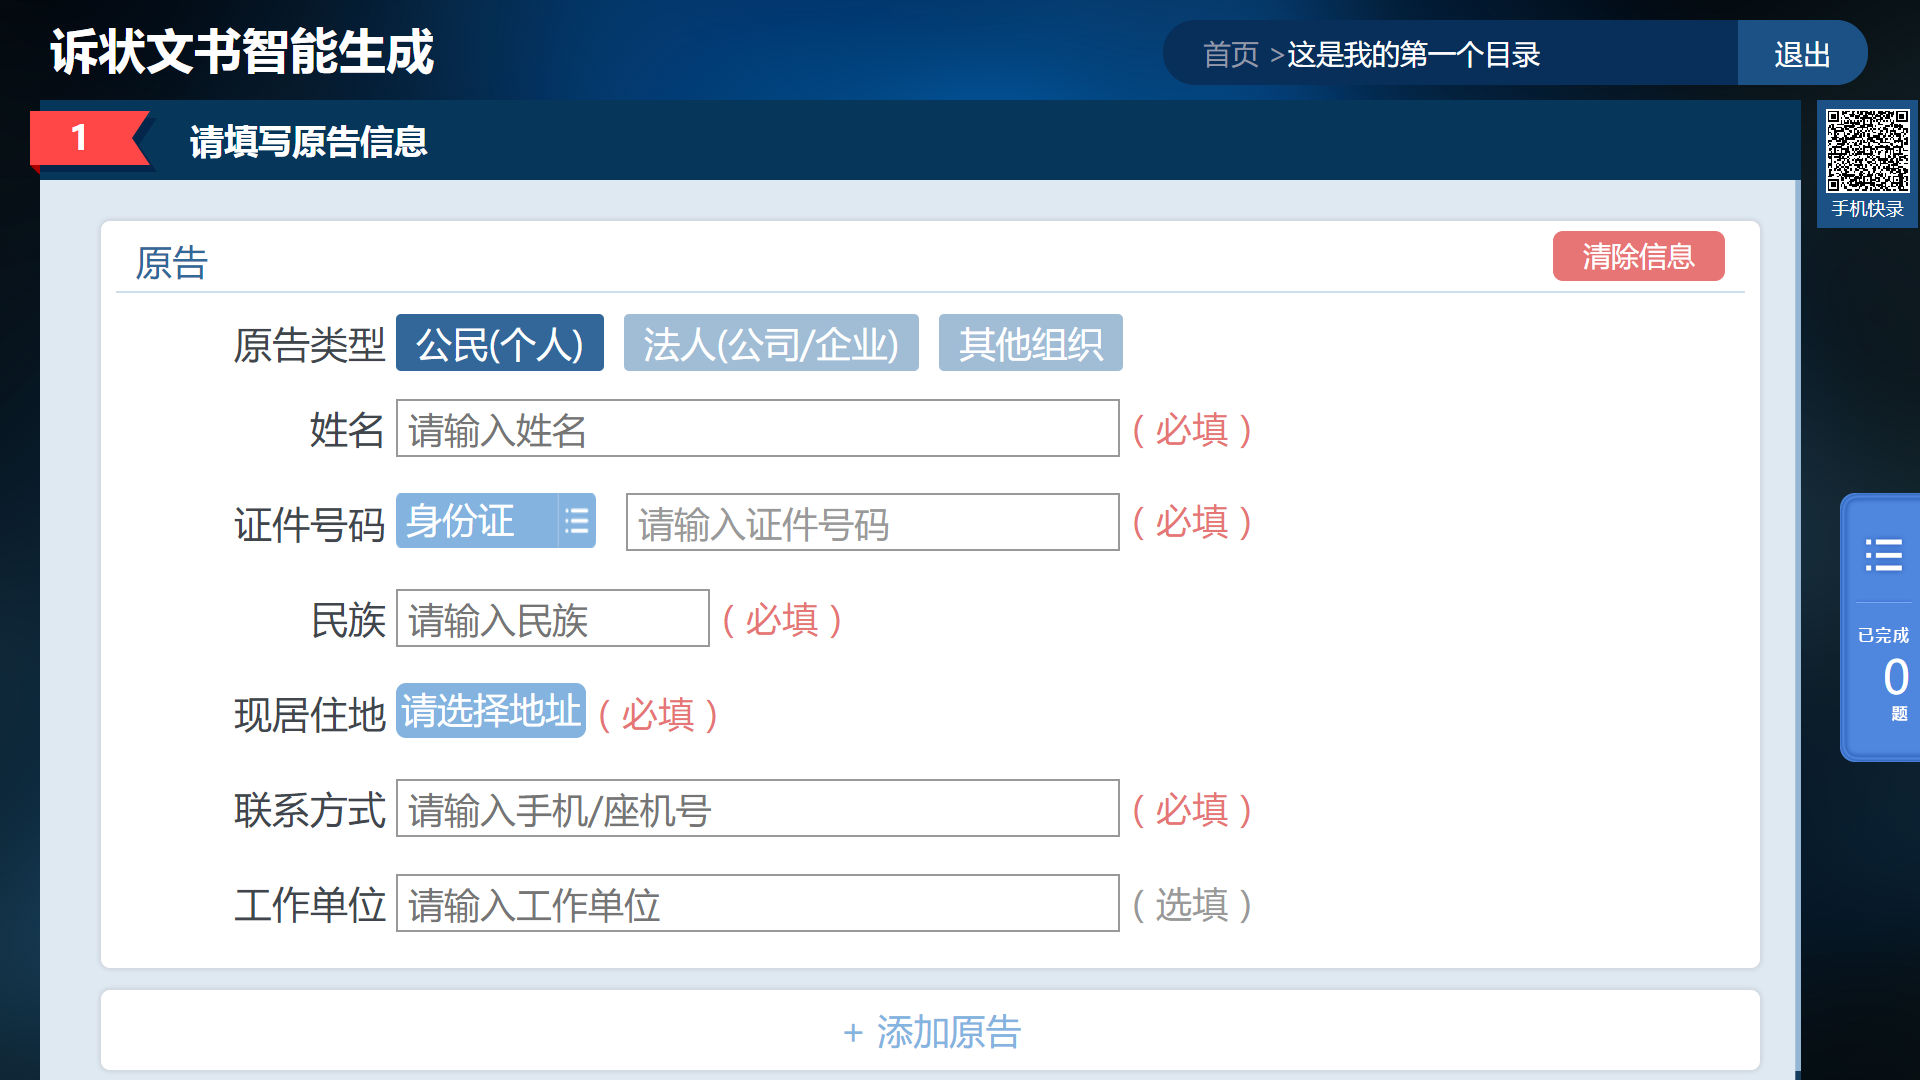 诉状文书智能生成
首页 >这是我的第一个目录
退出
1
请填写原告信息
手机快录
原告
清除信息
原告类型 公民(个人) 法人(公司/企业) 其他组织
姓名 请输入姓名 ( 必填 )
证件号码 身份证 请输入证件号码 ( 必填 )
民族 请输入民族 ( 必填 )
现居住地 请选择地址 ( 必填 )
联系方式 请输入手机/座机号 ( 必填 )
工作单位 请输入工作单位 ( 选填 )
+ 添加原告
已完成
0
题